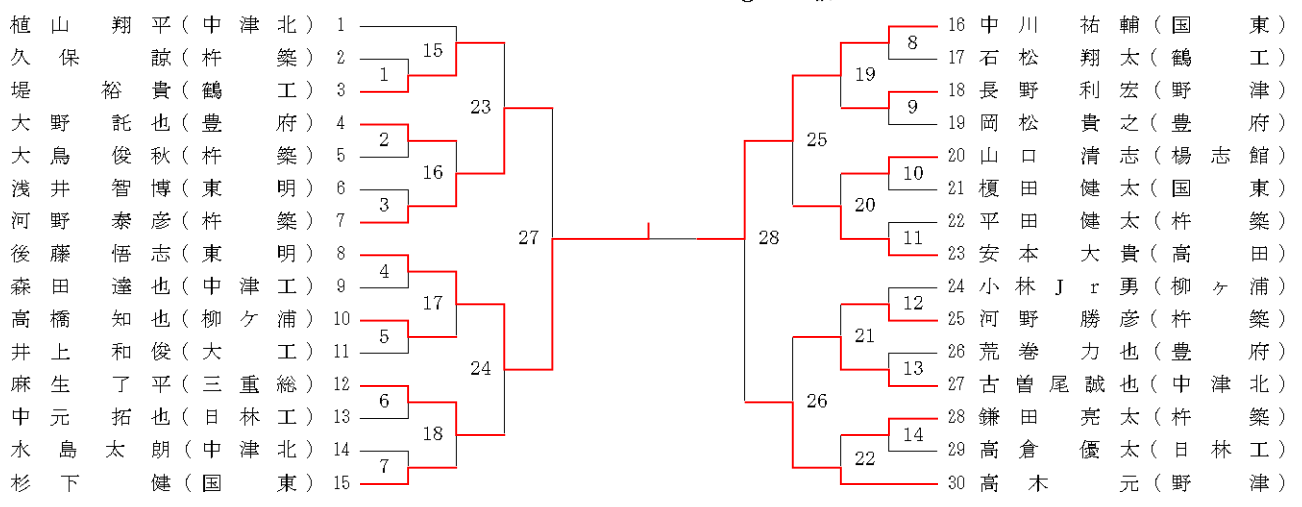 植山 翔平(中津北) 1
久保 諒(杵築) 2
堤 裕貴(鶴工) 3
大野 託也(豊府) 4
大鳥 俊秋(杵築) 5
浅井 智博(東明) 6
河野 泰彦(杵築) 7
後藤 悟志(東明) 8
森田 達也(中津工) 9
高橋 知也(柳ケ浦) 10
井上 和俊(大工) 11
麻生 了平(三重総) 12
中元 拓也(日林工) 13
水島 太朗(中津北) 14
杉下 健(国東) 15
1
2
3
4
5
6
7
15
16
17
18
23
24
27
28
25
26
19
20
21
22
8
9
10
11
12
13
14
16 中川 祐輔(国東)
17 石松 翔太(鶴工)
18 長野 利宏(野津)
19 岡松 貴之(豊府)
20 山口 清志(楊志館)
21 榎田 健太(国東)
22 平田 健太(杵築)
23 安本 大貴(高田)
24 小林Jr勇(柳ヶ浦)
25 河野 勝彦(杵築)
26 荒巻 力也(豊府)
27 古曽尾誠也(中津北)
28 鎌田 亮太(杵築)
29 高倉 優太(日林工)
30 高木 元(野津)